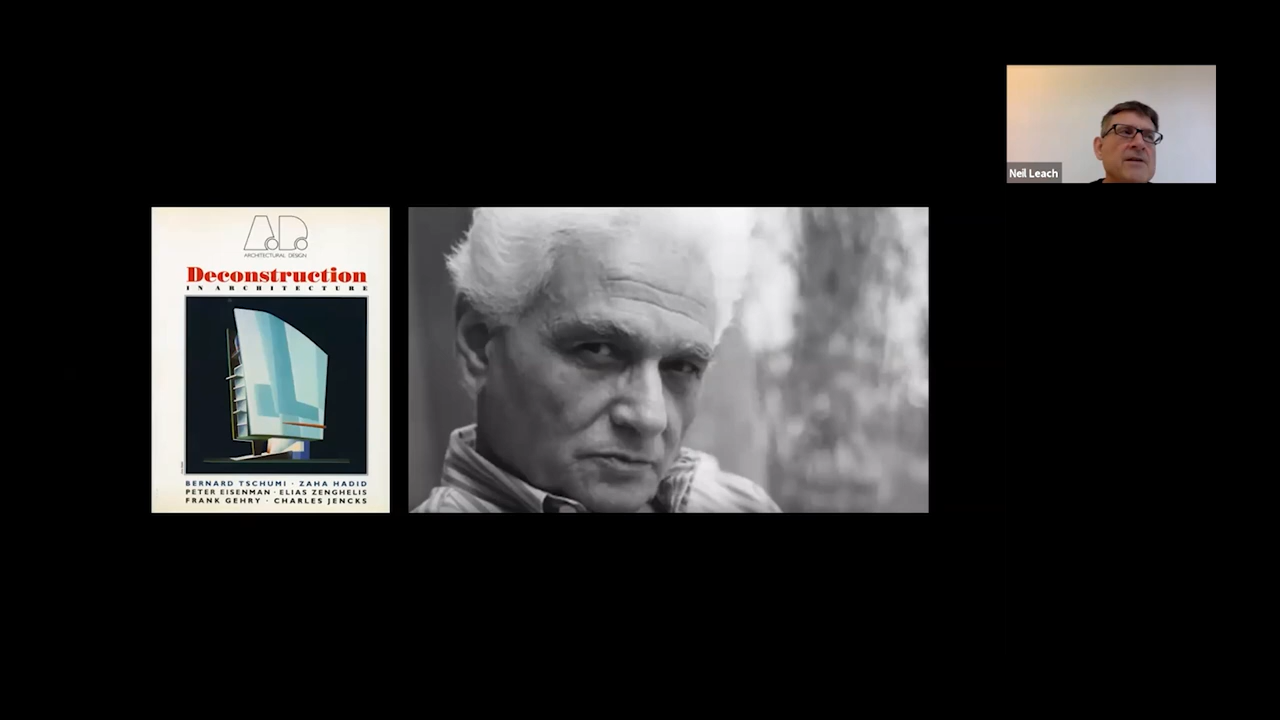 A.D.
ARCHITECTURAL DESIGN
Deconstruction
IN ARCHITECTURE
BERNARD TSCHUMI · ZAHA HADID
PETER EISENMAN · ELIAS ZENGHELIS
FRANK GEHRY · CHARLES JENCKS
Neil Leach